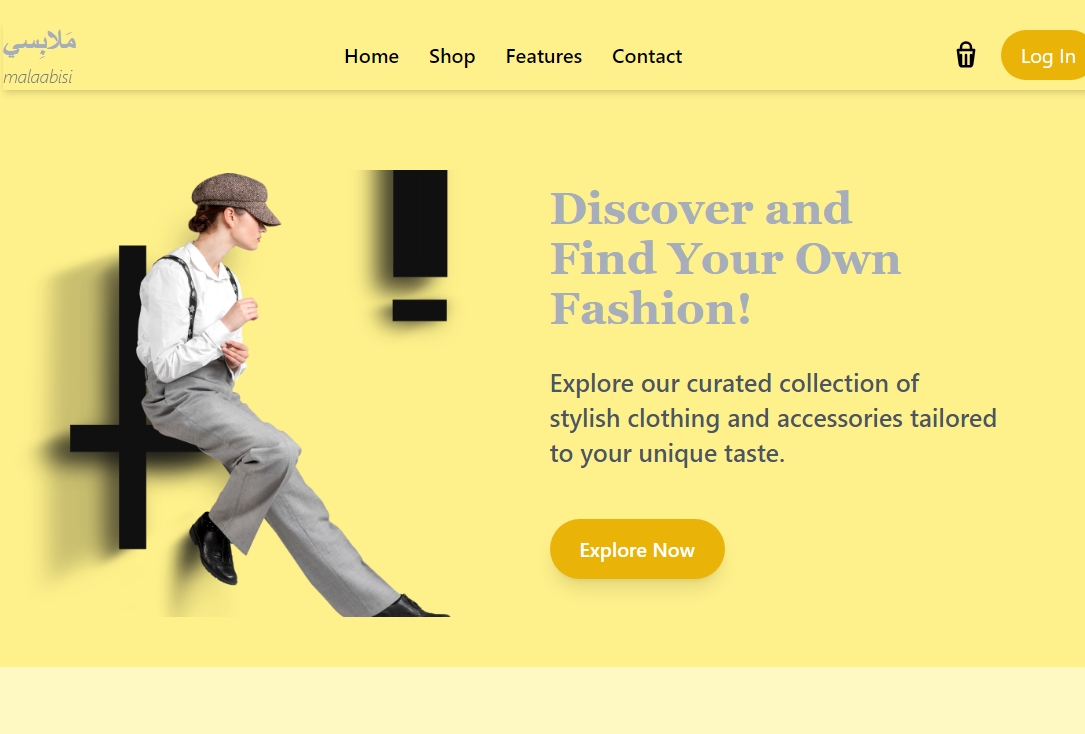 مَلابِسي
malaabisi
Home Shop Features Contact
Log In
Discover and
Find Your Own
Fashion!
Explore our curated collection of
stylish clothing and accessories tailored
to your unique taste.
Explore Now